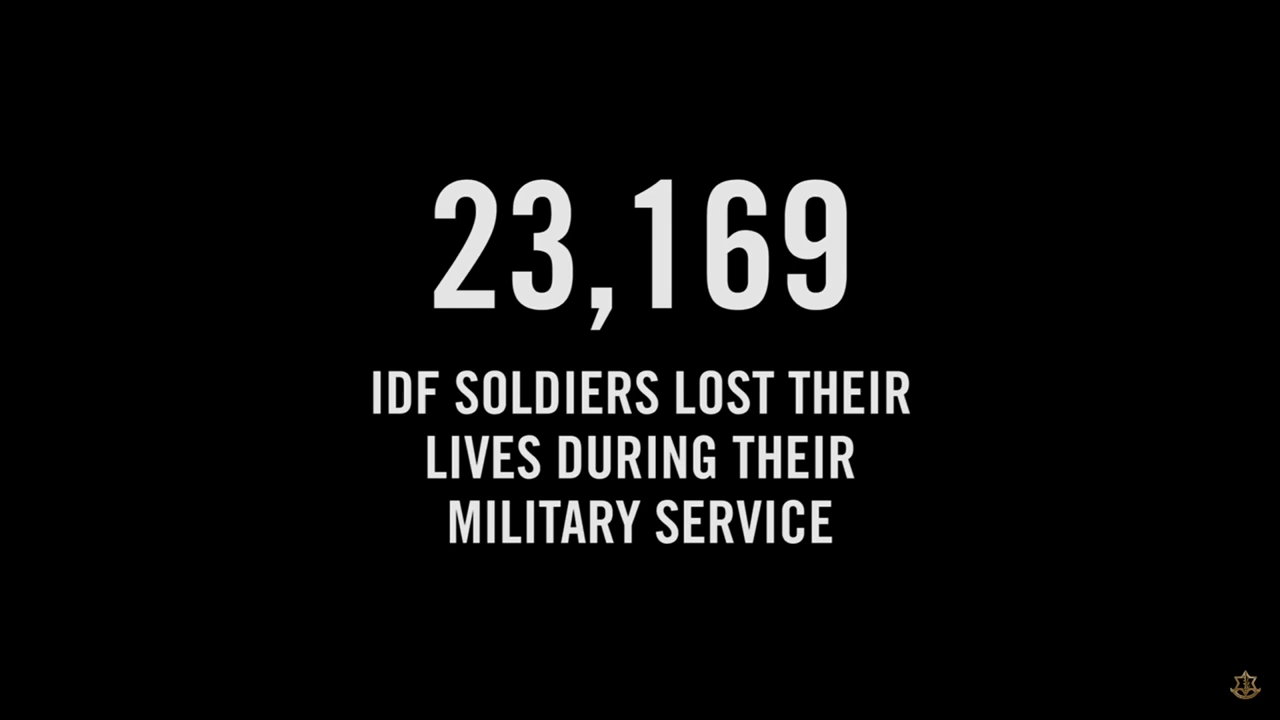 23,169
IDF SOLDIERS LOST THEIR
LIVES DURING THEIR
MILITARY SERVICE